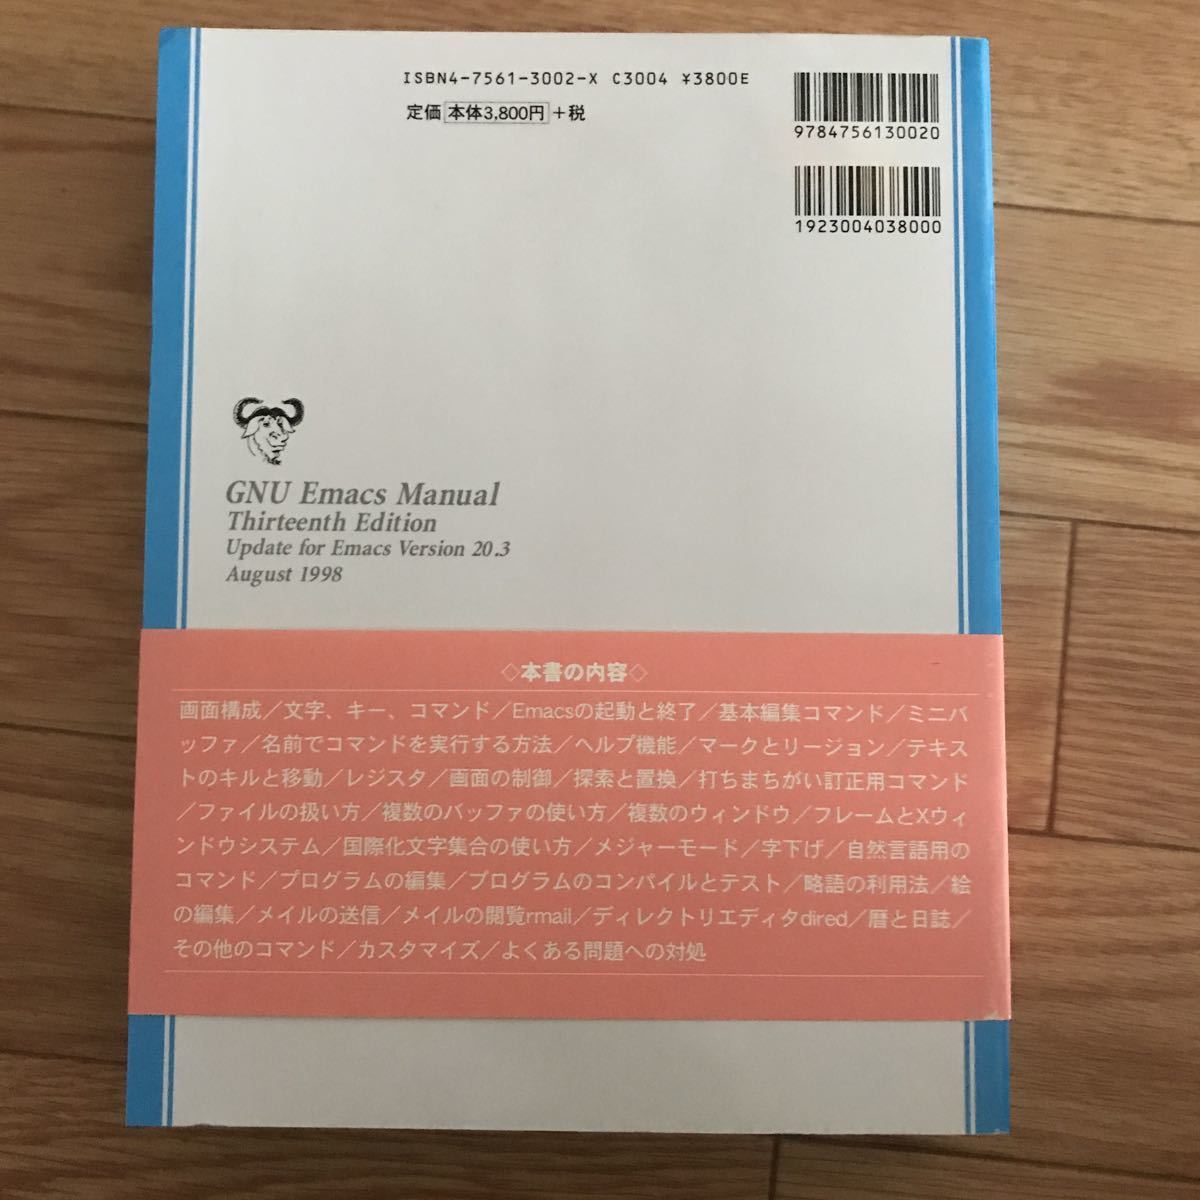 ISBN4-7561-3002-X C3004 ¥3800E
定価 本体3,800円 +税
9784756130020
1923004038000
GNU Emacs Manual
Thirteenth Edition
Update for Emacs Version 20.3
August 1998
◇本書の内容◇
画面構成／文字、キー、コマンド／Emacsの起動と終了／基本編集コマンド／ミニバ
ッファ／名前でコマンドを実行する方法／ヘルプ機能／マークとリージョン／テキス
トのキルと移動／レジスタ／画面の制御／探索と置換／打ちまちがい訂正用コマンド
／ファイルの扱い方／複数のバッファの使い方／複数のウィンドウ／フレームとXウィ
ンドウシステム／国際化文字集合の使い方／メジャーモード／字下げ／自然言語用の
コマンド／プログラムの編集／プログラムのコンパイルとテスト／略語の利用法／絵
の編集／メイルの送信／メイルの閲覧rmail／ディレクトリエディタdired／暦と日誌／
その他のコマンド／カスタマイズ／よくある問題への対処